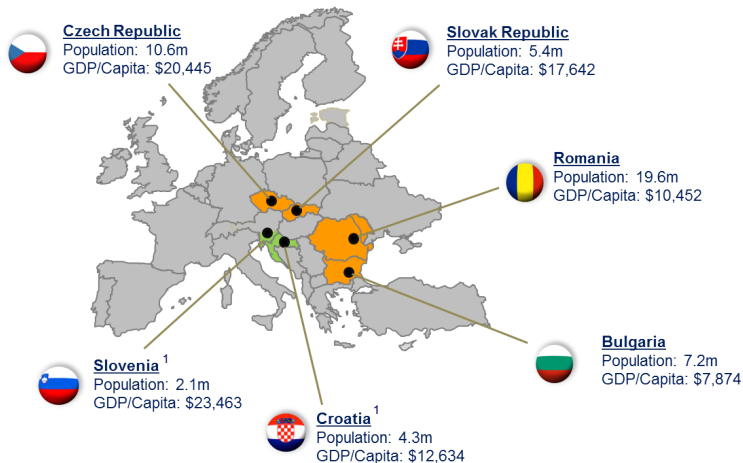 Czech Republic
Population: 10.6m
GDP/Capita: $20,445
Slovak Republic
Population: 5.4m
GDP/Capita: $17,642
Romania
Population: 19.6m
GDP/Capita: $10,452
Bulgaria
Population: 7.2m
GDP/Capita: $7,874
Slovenia 1
Population: 2.1m
GDP/Capita: $23,463
Croatia 1
Population: 4.3m
GDP/Capita: $12,634